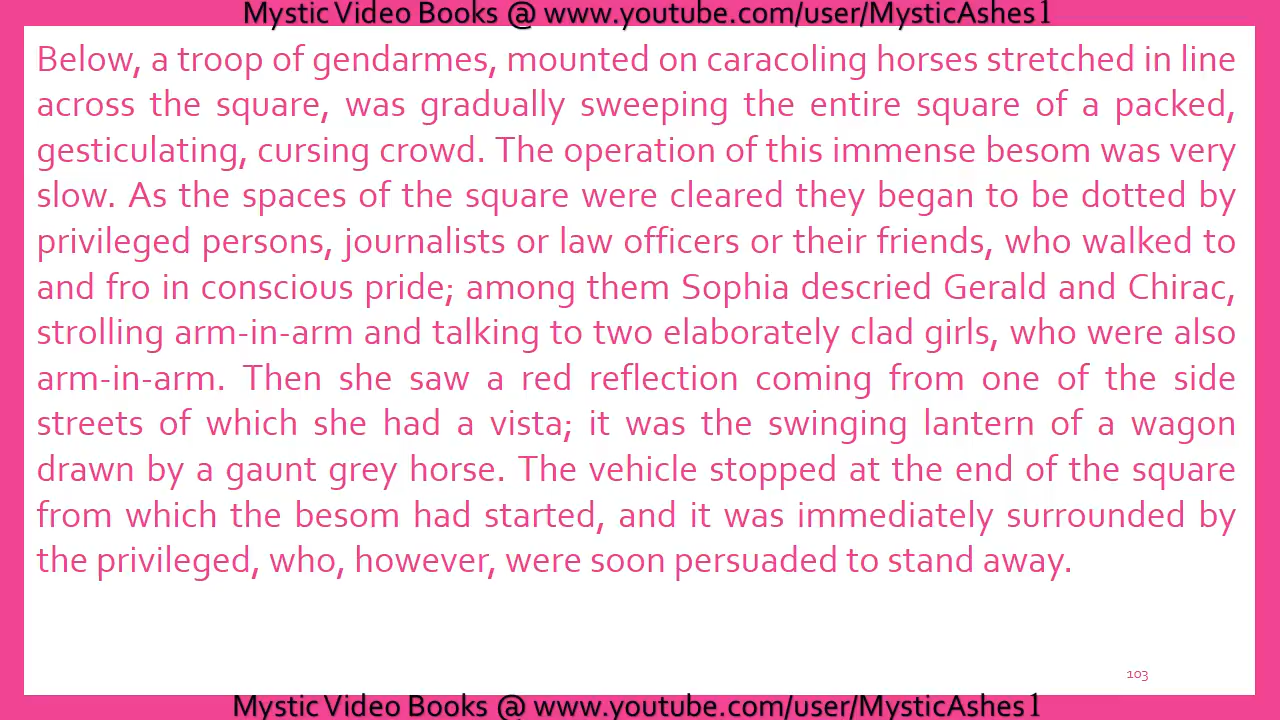 Mystic Video Books @ www.youtube.com/user/MysticAshes1
Below, a troop of gendarmes, mounted on caracoling horses stretched in line
across the square, was gradually sweeping the entire square of a packed,
gesticulating, cursing crowd. The operation of this immense besom was very
slow. As the spaces of the square were cleared they began to be dotted by
privileged persons, journalists or law officers or their friends, who walked to
and fro in conscious pride; among them Sophia descried Gerald and Chirac,
strolling arm-in-arm and talking to two elaborately clad girls, who were also
arm-in-arm. Then she saw a red reflection coming from one of the side
streets of which she had a vista; it was the swinging lantern of a wagon
drawn by a gaunt grey horse. The vehicle stopped at the end of the square
from which the besom had started, and it was immediately surrounded by
the privileged, who, however, were soon persuaded to stand away.
103
Mystic Video Books @ www.youtube.com/user/MysticAshes1